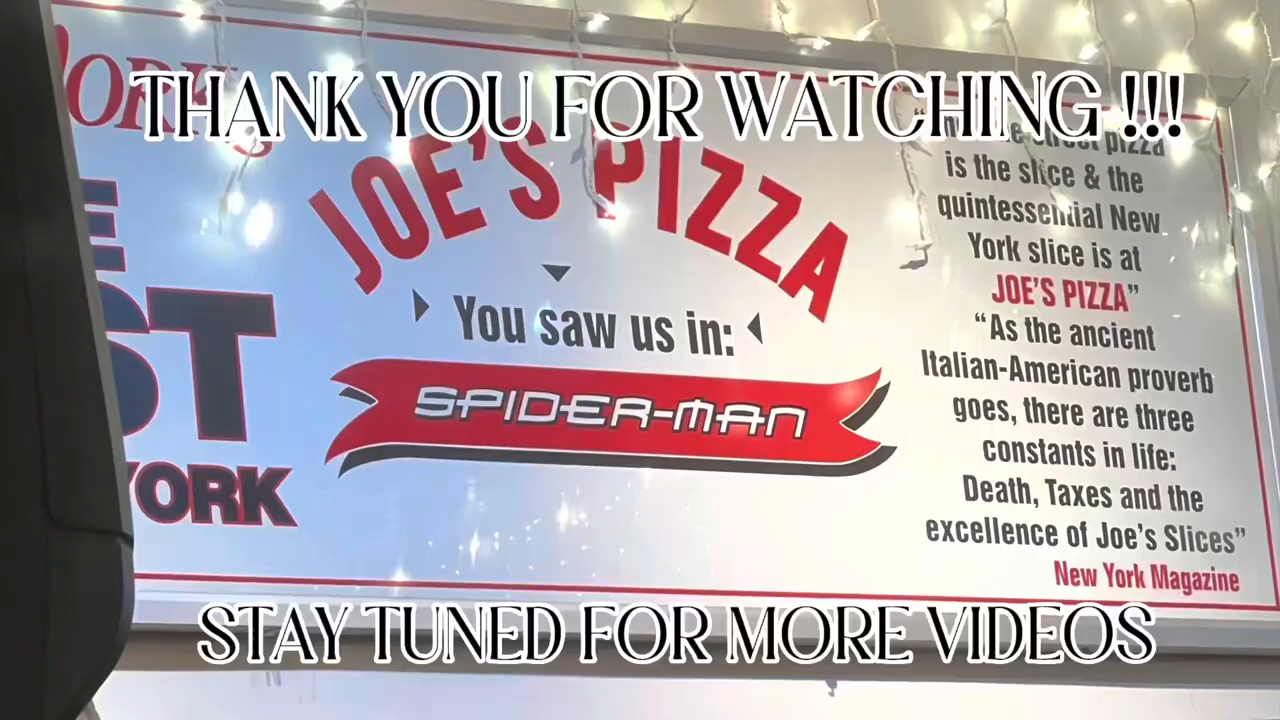 THANK YOU FOR WATCHING !!!
JOE'S PIZZA
You saw us in:
SPIDER-MAN
ST
YORK
pizza
is the slice & the
quintessential New
York slice is at
JOE'S PIZZA”
“As the ancient
Italian-American proverb
goes, there are three
constants in life:
Death, Taxes and the
excellence of Joe's Slices”
New York Magazine
STAY TUNED FOR MORE VIDEOS